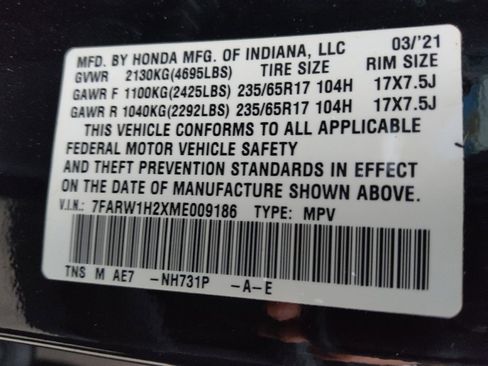 MFD. BY HONDA MFG. OF INDIANA, LLC 03/'21
GVWR 2130KG(4695LBS) TIRE SIZE RIM SIZE
GAWR F 1100KG(2425LBS) 235/65R17 104H 17X7.5J
GAWR R 1040KG(2292LBS) 235/65R17 104H 17X7.5J
THIS VEHICLE CONFORMS TO ALL APPLICABLE
FEDERAL MOTOR VEHICLE SAFETY
AND THEFT PREVENTION STANDARDS IN EFFECT
ON THE DATE OF MANUFACTURE SHOWN ABOVE.
V.I.N.: 7FARW1H2XME009186 TYPE: MPV
TNS M AE7 -NH731P -A-E